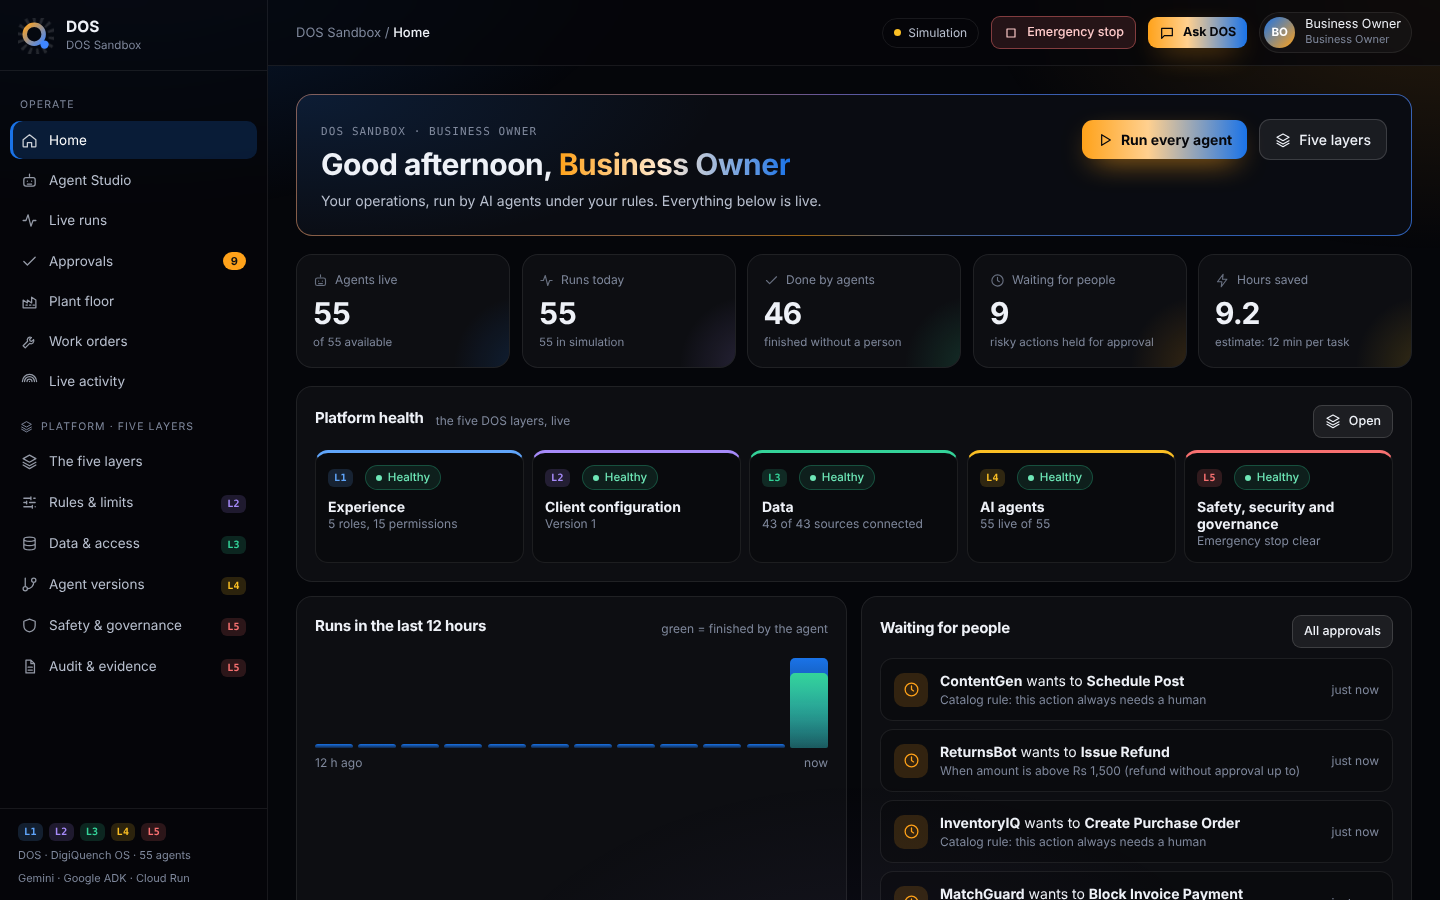 DOS
DOS Sandbox
OPERATE
Home
Agent Studio
Live runs
Approvals 9
Plant floor
Work orders
Live activity
PLATFORM · FIVE LAYERS
The five layers
Rules & limits L2
Data & access L3
Agent versions L4
Safety & governance L5
Audit & evidence L5
L1 L2 L3 L4 L5
DOS · DigiQuench OS · 55 agents
Gemini · Google ADK · Cloud Run
DOS Sandbox / Home
Simulation
Emergency stop
Ask DOS
BO
Business Owner
Business Owner
DOS SANDBOX · BUSINESS OWNER
Good afternoon, Business Owner
Your operations, run by AI agents under your rules. Everything below is live.
Run every agent
Five layers
Agents live
55
of 55 available
Runs today
55
55 in simulation
Done by agents
46
finished without a person
Waiting for people
9
risky actions held for approval
Hours saved
9.2
estimate: 12 min per task
Platform health the five DOS layers, live
Open
L1 Healthy
Experience
5 roles, 15 permissions
L2 Healthy
Client configuration
Version 1
L3 Healthy
Data
43 of 43 sources connected
L4 Healthy
AI agents
55 live of 55
L5 Healthy
Safety, security and
governance
Emergency stop clear
Runs in the last 12 hours
green = finished by the agent
12 h ago
now
Waiting for people
All approvals
ContentGen wants to Schedule Post
Catalog rule: this action always needs a human
just now
ReturnsBot wants to Issue Refund
When amount is above Rs 1,500 (refund without approval up to)
just now
InventoryIQ wants to Create Purchase Order
Catalog rule: this action always needs a human
just now
MatchGuard wants to Block Invoice Payment
just now